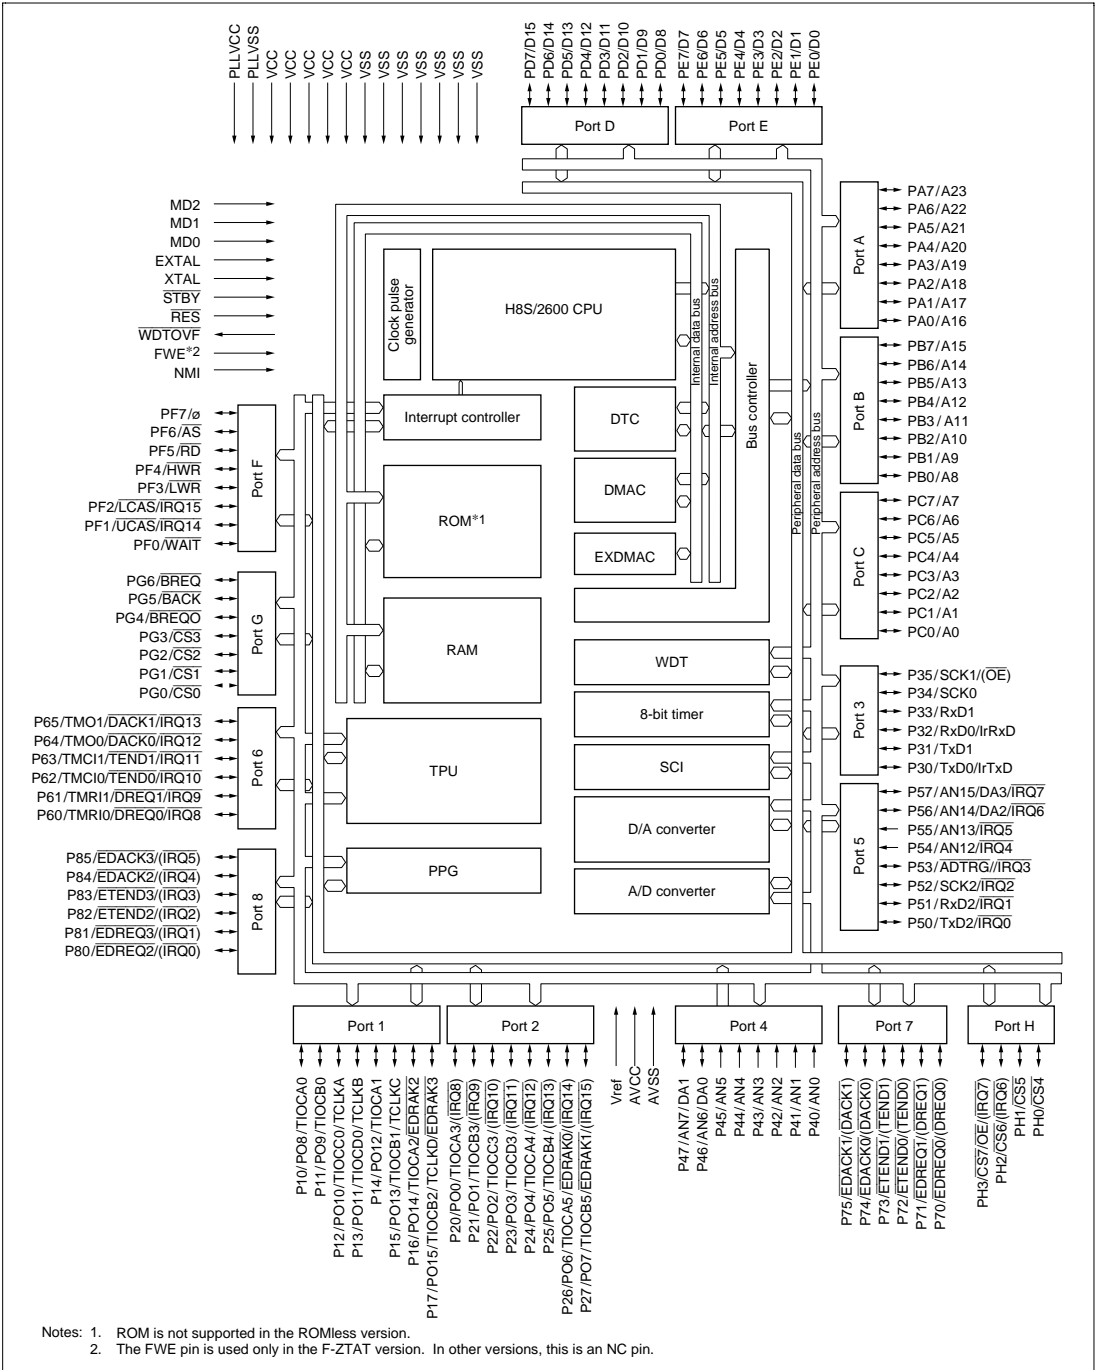 PLLVCC
PLLVSS
VCC
VCC
VCC
VCC
VCC
VSS
VSS
VSS
VSS
VSS
VSS
VSS
PD7/D15
PD6/D14
PD5/D13
PD4/D12
PD3/D11
PD2/D10
PD1/D9
PD0/D8
PE7/D7
PE6/D6
PE5/D5
PE4/D4
PE3/D3
PE2/D2
PE1/D1
PE0/D0
Port D
Port E
MD2
MD1
MD0
EXTAL
XTAL
STBY
RES
WDTOVF
FWE*2
NMI
Clock pulse
generator
H8S/2600 CPU
Internal data bus
Internal address bus
Bus controller
Peripheral data bus
Peripheral address bus
Interrupt controller
DTC
DMAC
EXDMAC
ROM*1
RAM
TPU
PPG
WDT
8-bit timer
SCI
D/A converter
A/D converter
PF7/ø
PF6/AS
PF5/RD
PF4/HWR
PF3/LWR
PF2/LCAS/IRQ15
PF1/UCAS/IRQ14
PF0/WAIT
Port F
PG6/BREQ
PG5/BACK
PG4/BREQO
PG3/CS3
PG2/CS2
PG1/CS1
PG0/CS0
Port G
P65/TMO1/DACK1/IRQ13
P64/TMO0/DACK0/IRQ12
P63/TMCI1/TEND1/IRQ11
P62/TMCI0/TEND0/IRQ10
P61/TMRI1/DREQ1/IRQ9
P60/TMRI0/DREQ0/IRQ8
Port 6
P85/EDACK3/(IRQ5)
P84/EDACK2/(IRQ4)
P83/ETEND3/(IRQ3)
P82/ETEND2/(IRQ2)
P81/EDREQ3/(IRQ1)
P80/EDREQ2/(IRQ0)
Port 8
Port A
PA7/A23
PA6/A22
PA5/A21
PA4/A20
PA3/A19
PA2/A18
PA1/A17
PA0/A16
Port B
PB7/A15
PB6/A14
PB5/A13
PB4/A12
PB3/A11
PB2/A10
PB1/A9
PB0/A8
Port C
PC7/A7
PC6/A6
PC5/A5
PC4/A4
PC3/A3
PC2/A2
PC1/A1
PC0/A0
Port 3
P35/SCK1/(OE)
P34/SCK0
P33/RxD1
P32/RxD0/IrRxD
P31/TxD1
P30/TxD0/IrTxD
Port 5
P57/AN15/DA3/IRQ7
P56/AN14/DA2/IRQ6
P55/AN13/IRQ5
P54/AN12/IRQ4
P53/ADTRG//IRQ3
P52/SCK2/IRQ2
P51/RxD2/IRQ1
P50/TxD2/IRQ0
Port 1
Port 2
Port 4
Port 7
Port H
P10/PO8/TIOCA0
P11/PO9/TIOCB0
P12/PO10/TIOCC0/TCLKA
P13/PO11/TIOCD0/TCLKB
P14/PO12/TIOCA1
P15/PO13/TIOCB1/TCLKC
P16/PO14/TIOCA2/EDRAK2
P17/PO15/TIOCB2/TCLKD/EDRAK3
P20/PO0/TIOCA3/(IRQ8)
P21/PO1/TIOCB3/(IRQ9)
P22/PO2/TIOCC3/(IRQ10)
P23/PO3/TIOCD3/(IRQ11)
P24/PO4/TIOCA4/(IRQ12)
P25/PO5/TIOCB4/(IRQ13)
P26/PO6/TIOCA5/EDRAK0/(IRQ14)
P27/PO7/TIOCB5/EDRAK1/(IRQ15)
Vref
AVCC
AVSS
P47/AN7/DA1
P46/AN6/DA0
P45/AN5
P44/AN4
P43/AN3
P42/AN2
P41/AN1
P40/AN0
P75/EDACK1/(DACK1)
P74/EDACK0/(DACK0)
P73/ETEND1/(TEND1)
P72/ETEND0/(TEND0)
P71/EDREQ1/(DREQ1)
P70/EDREQ0/(DREQ0)
PH3/CS7/OE/(IRQ7)
PH2/CS6/(IRQ6)
PH1/CS5
PH0/CS4
Notes: 1. ROM is not supported in the ROMless version.
2. The FWE pin is used only in the F-ZTAT version. In other versions, this is an NC pin.